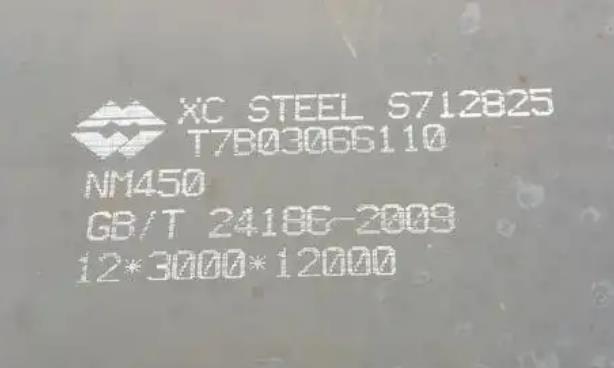 XC STEEL S712825
T7B03066110
NM450
GB/T 24186-2009
12*3000*12000